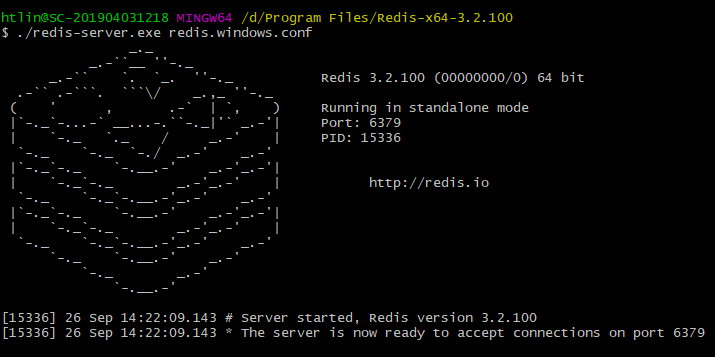 htlin@SC-201904031218 MINGW64 /d/Program Files/Redis-x64-3.2.100
$ ./redis-server.exe redis.windows.conf
Redis 3.2.100 (00000000/0) 64 bit
Running in standalone mode
Port: 6379
PID: 15336
http://redis.io
[15336] 26 Sep 14:22:09.143 # Server started, Redis version 3.2.100
[15336] 26 Sep 14:22:09.143 * The server is now ready to accept connections on port 6379